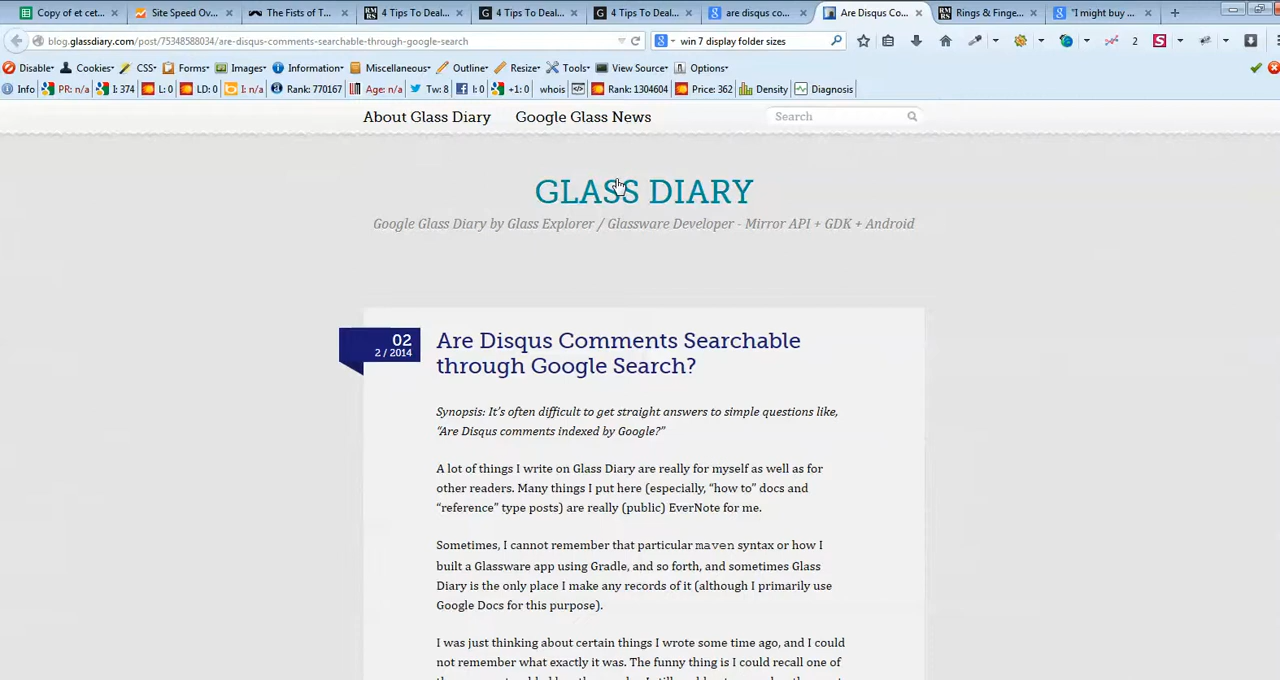 Copy of et cet... Site Speed Ov... The Fists of T... 4 Tips To Deal... 4 Tips To Deal... 4 Tips To Deal... are disqus co... Are Disqus Co... Rings & Finge... "I might buy ...
blog.glassdiary.com/post/75348588034/are-disqus-comments-searchable-through-google-search win 7 display folder sizes 2
Disable Cookies CSS Forms Images Information Miscellaneous Outline Resize Tools View Source Options
Info PR: n/a I: 374 L: 0 LD: 0 I: n/a Rank: 770167 Age: n/a Tw: 8 l: 0 +1: 0 whois Rank: 1304604 Price: 362 Density Diagnosis
About Glass Diary Google Glass News Search
GLASS DIARY
Google Glass Diary by Glass Explorer / Glassware Developer - Mirror API + GDK + Android
02
2 / 2014
Are Disqus Comments Searchable
through Google Search?
Synopsis: It's often difficult to get straight answers to simple questions like,
"Are Disqus comments indexed by Google?"
A lot of things I write on Glass Diary are really for myself as well as for
other readers. Many things I put here (especially, "how to" docs and
"reference" type posts) are really (public) EverNote for me.
Sometimes, I cannot remember that particular maven syntax or how I
built a Glassware app using Gradle, and so forth, and sometimes Glass
Diary is the only place I make any records of it (although I primarily use
Google Docs for this purpose).
I was just thinking about certain things I wrote some time ago, and I could
not remember what exactly it was. The funny thing is I could recall one of